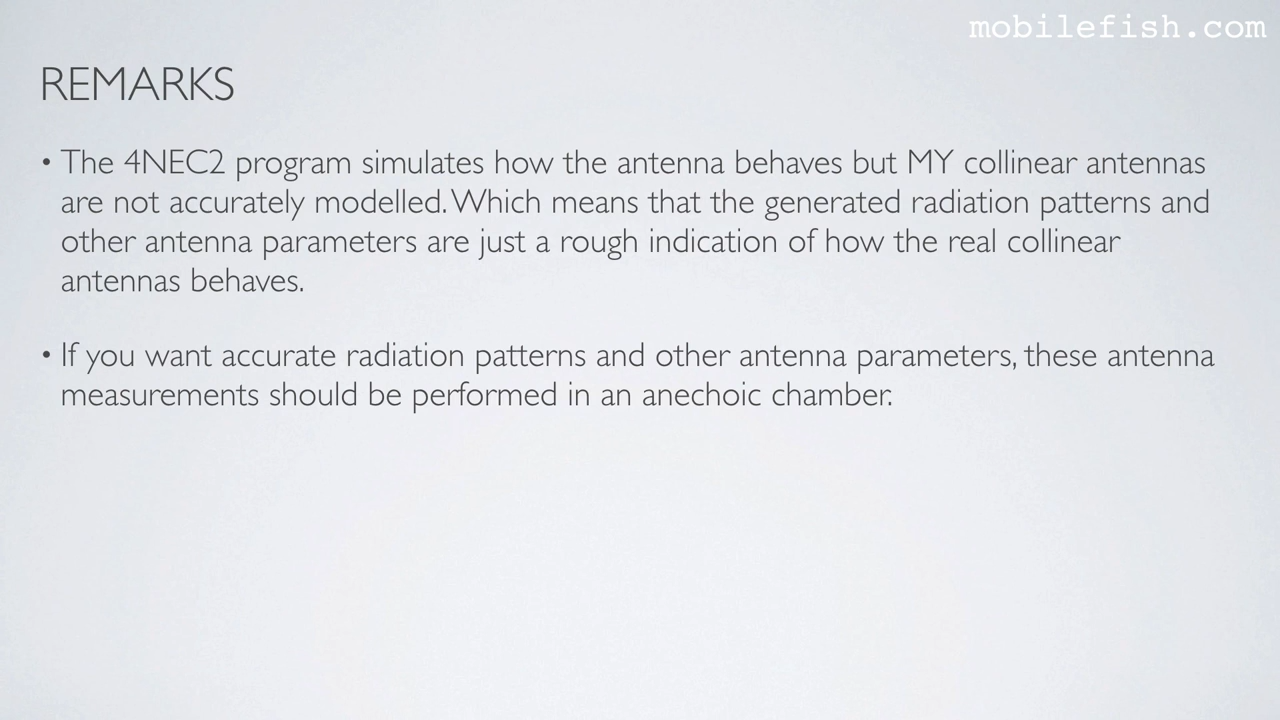 mobilefish.com
REMARKS
• The 4NEC2 program simulates how the antenna behaves but MY collinear antennas
are not accurately modelled. Which means that the generated radiation patterns and
other antenna parameters are just a rough indication of how the real collinear
antennas behaves.
• If you want accurate radiation patterns and other antenna parameters, these antenna
measurements should be performed in an anechoic chamber.